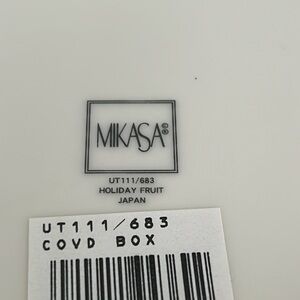 MIKASA®
UT111/683
HOLIDAY FRUIT
JAPAN
UT111/683
COVD BOX